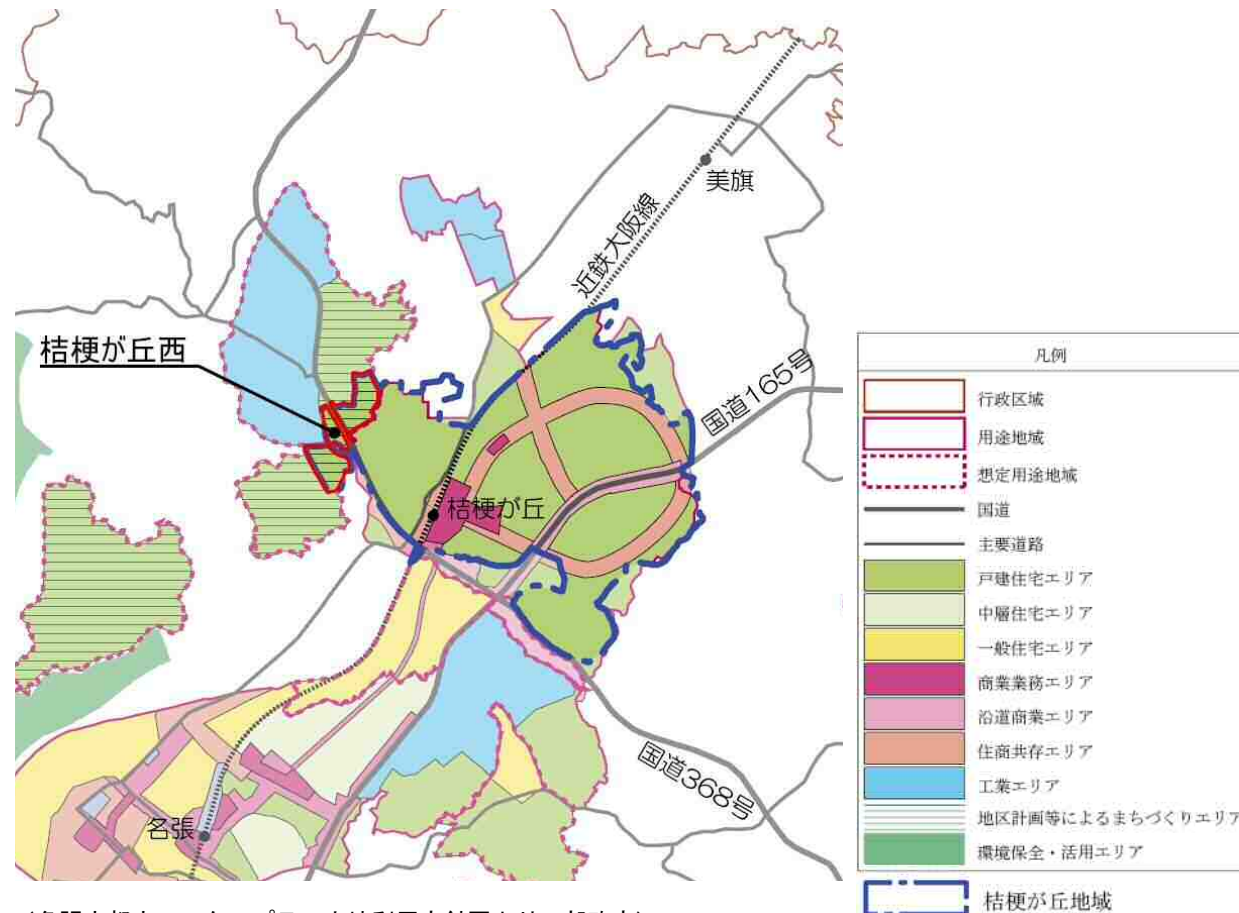 美旗
近鉄大阪線
桔梗が丘西
国道165号
桔梗が丘
国道368号
名張
凡例
行政区域
用途地域
想定用途地域
国道
主要道路
戸建住宅エリア
中層住宅エリア
一般住宅エリア
商業業務エリア
沿道商業エリア
住商共存エリア
工業エリア
地区計画等によるまちづくりエリア
環境保全・活用エリア
桔梗が丘地域